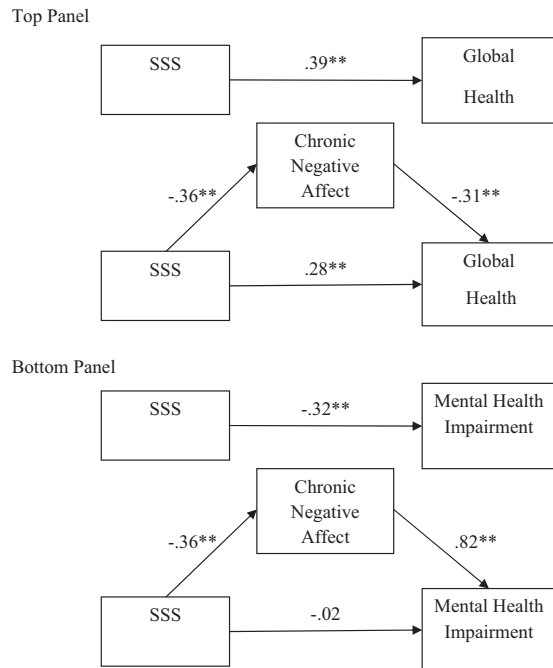 Top Panel
SSS
.39**
Global
Health
Chronic
Negative
Affect
-.36**
-.31**
SSS
.28**
Global
Health
Bottom Panel
SSS
-.32**
Mental Health
Impairment
Chronic
Negative
Affect
-.36**
.82**
SSS
-.02
Mental Health
Impairment